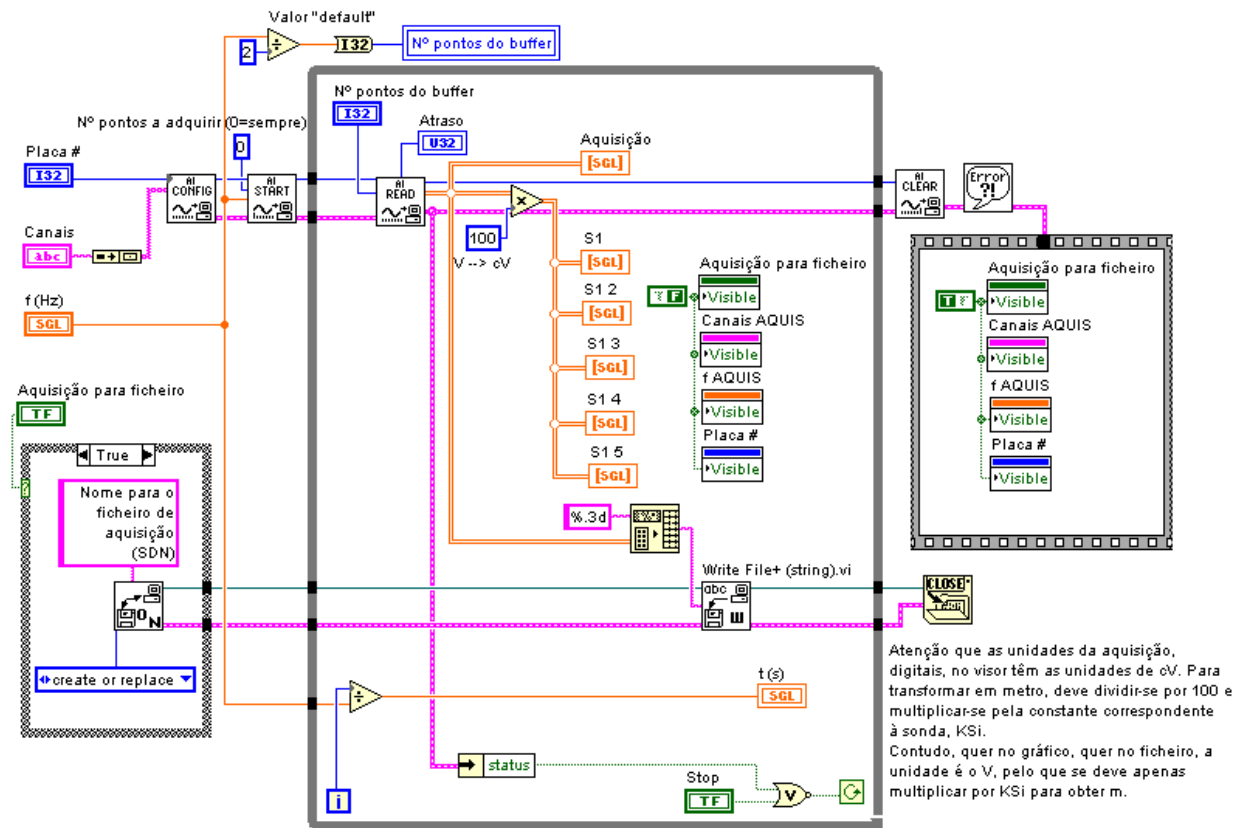 Valor "default"
2
I32
Nº pontos do buffer
Nº pontos do buffer
I32
Atraso
U32
Nº pontos a adquirir (0=sempre)
0
Placa #
I32
AI CONFIG
AI START
AI READ
Aquisição
[SGL]
AI CLEAR
Error ?!
Canais
abc
100
V --> cV
S1
[SGL]
S1 2
[SGL]
S1 3
[SGL]
S1 4
[SGL]
S1 5
[SGL]
Aquisição para ficheiro
F
Visible
Canais AQUIS
Visible
f AQUIS
Visible
Placa #
Visible
Aquisição para ficheiro
T
Visible
Canais AQUIS
Visible
f AQUIS
Visible
Placa #
Visible
f (Hz)
SGL
Aquisição para ficheiro
TF
True
?
Nome para o
ficheiro de
aquisição
(SDN)
O N
create or replace
%.3d
Write File+ (string).vi
abc
W
CLOSE
t (s)
SGL
status
Stop
TF
V
i
Atenção que as unidades da aquisição,
digitais, no visor têm as unidades de cV. Para
transformar em metro, deve dividir-se por 100 e
multiplicar-se pela constante correspondente
à sonda, KSi.
Contudo, quer no gráfico, quer no ficheiro, a
unidade é o V, pelo que se deve apenas
multiplicar por KSi para obter m.